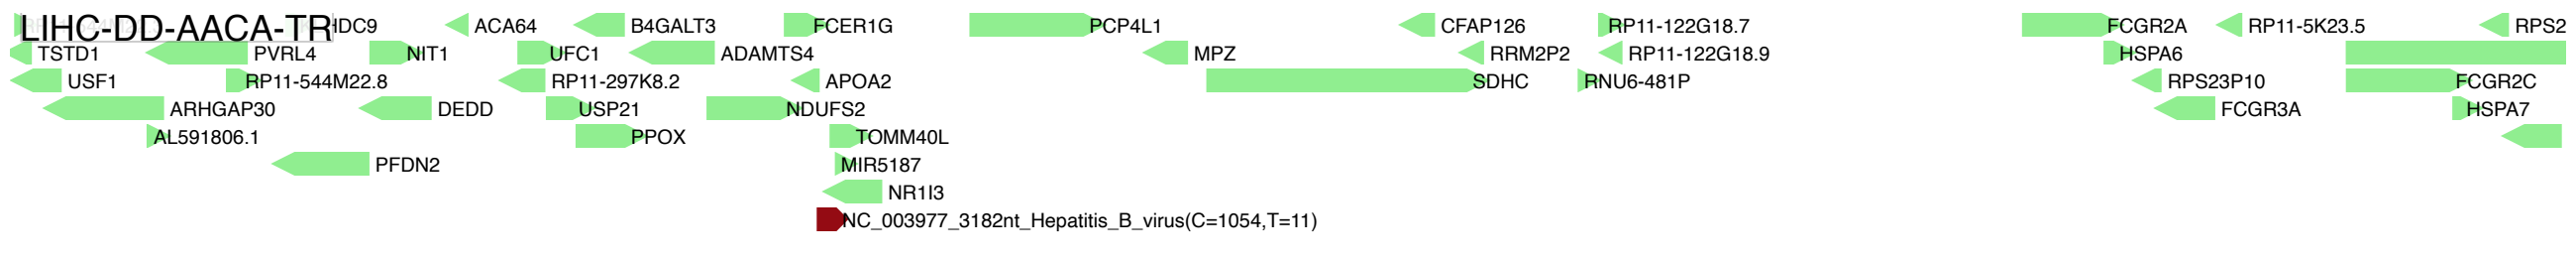 LIHC-DD-AACA-TR IDC9 ACA64 B4GALT3 FCER1G PCP4L1 CFAP126 RP11-122G18.7 FCGR2A RP11-5K23.5 RPS2
TSTD1 PVRL4 NIT1 UFC1 ADAMTS4 MPZ RRM2P2 RP11-122G18.9 HSPA6
USF1 RP11-544M22.8 RP11-297K8.2 APOA2 SDHC RNU6-481P RPS23P10 FCGR2C
ARHGAP30 DEDD USP21 NDUFS2 FCGR3A HSPA7
AL591806.1 PPOX TOMM40L
PFDN2 MIR5187
NR1I3
NC_003977_3182nt_Hepatitis_B_virus(C=1054,T=11)